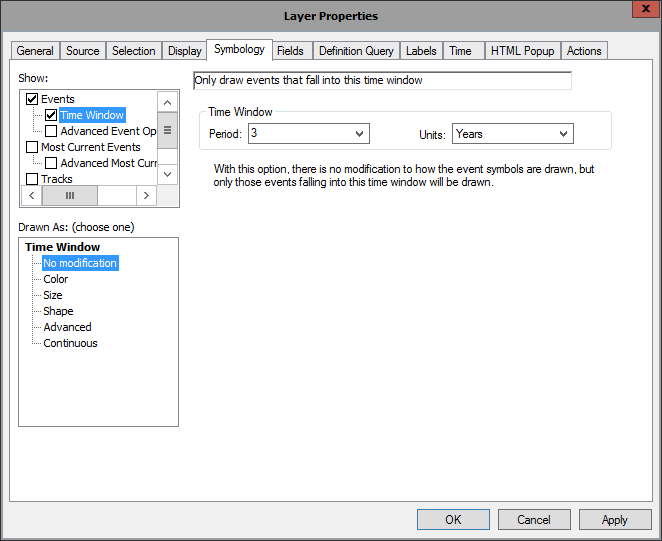 Layer Properties
x
General Source Selection Display Symbology Fields Definition Query Labels Time HTML Popup Actions
Show:
Events
Time Window
Advanced Event Op
Most Current Events
Advanced Most Curr
Tracks
Only draw events that fall into this time window
Time Window
Period: 3 Units: Years
With this option, there is no modification to how the event symbols are drawn, but
only those events falling into this time window will be drawn.
Drawn As: (choose one)
Time Window
No modification
Color
Size
Shape
Advanced
Continuous
OK Cancel Apply